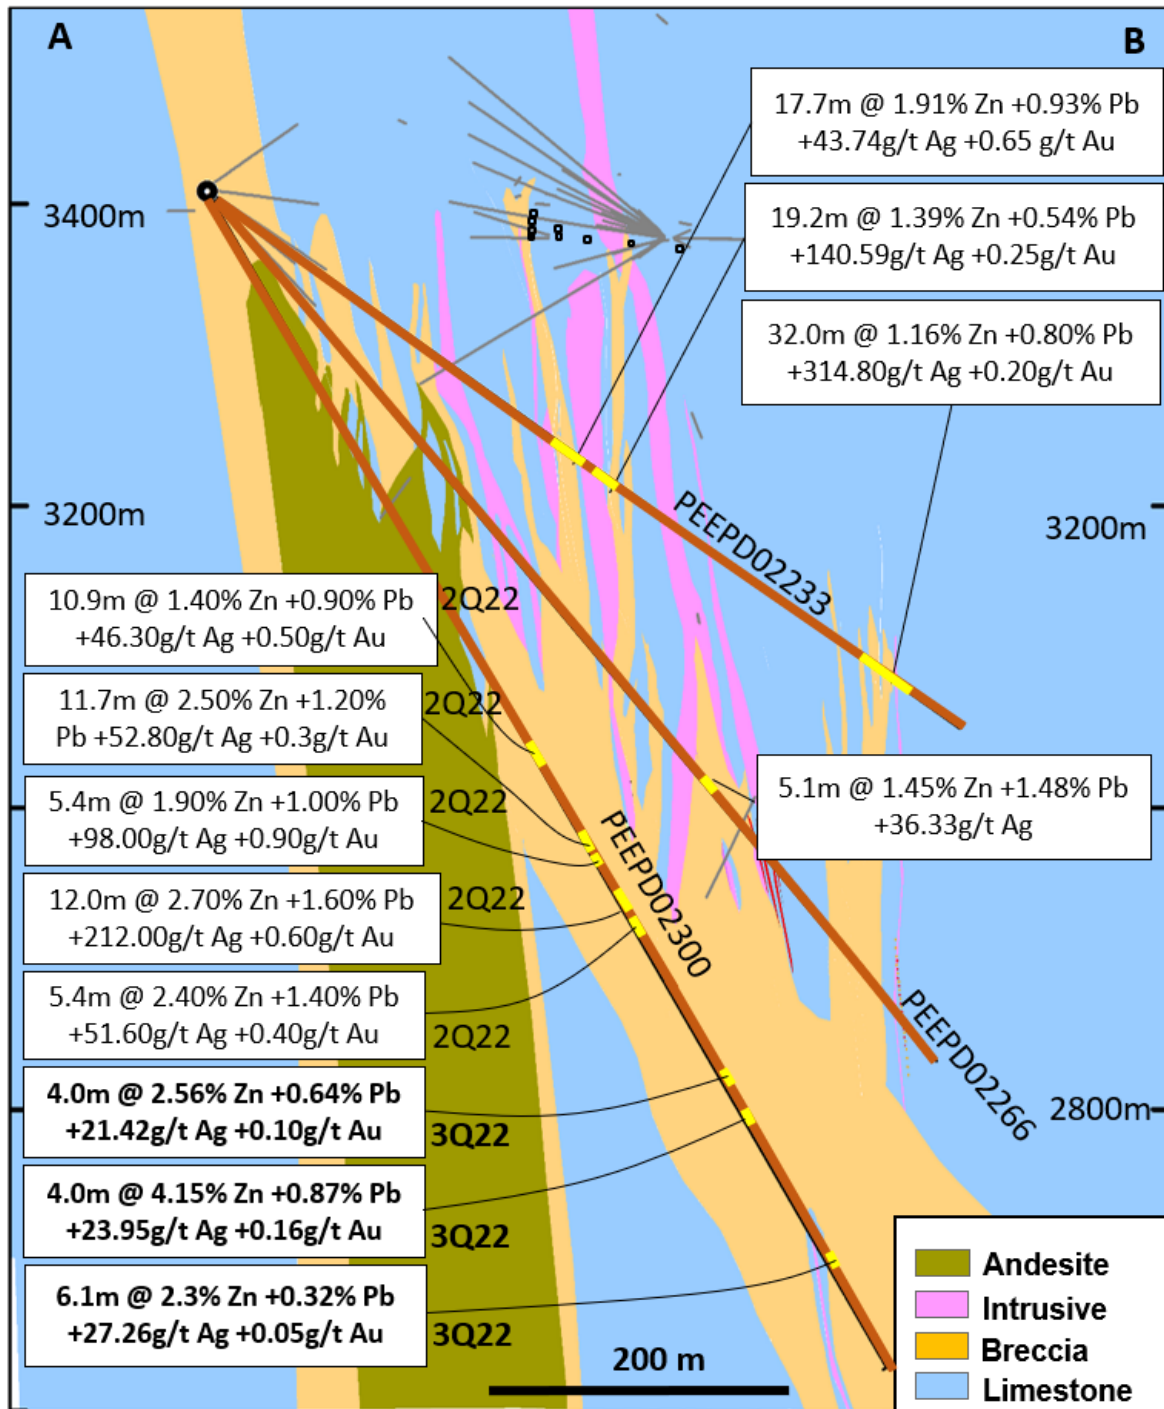 A
B
17.7m @ 1.91% Zn +0.93% Pb
+43.74g/t Ag +0.65 g/t Au
19.2m @ 1.39% Zn +0.54% Pb
+140.59g/t Ag +0.25g/t Au
32.0m @ 1.16% Zn +0.80% Pb
+314.80g/t Ag +0.20g/t Au
3400m
3200m
3200m
PEEPD02233
10.9m @ 1.40% Zn +0.90% Pb
+46.30g/t Ag +0.50g/t Au
2Q22
11.7m @ 2.50% Zn +1.20%
Pb +52.80g/t Ag +0.3g/t Au
2Q22
5.4m @ 1.90% Zn +1.00% Pb
+98.00g/t Ag +0.90g/t Au
2Q22
5.1m @ 1.45% Zn +1.48% Pb
+36.33g/t Ag
12.0m @ 2.70% Zn +1.60% Pb
+212.00g/t Ag +0.60g/t Au
2Q22
PEEPD02300
5.4m @ 2.40% Zn +1.40% Pb
+51.60g/t Ag +0.40g/t Au
2Q22
PEEPD02266
4.0m @ 2.56% Zn +0.64% Pb
+21.42g/t Ag +0.10g/t Au
3Q22
2800m
4.0m @ 4.15% Zn +0.87% Pb
+23.95g/t Ag +0.16g/t Au
3Q22
6.1m @ 2.3% Zn +0.32% Pb
+27.26g/t Ag +0.05g/t Au
3Q22
200 m
Andesite
Intrusive
Breccia
Limestone